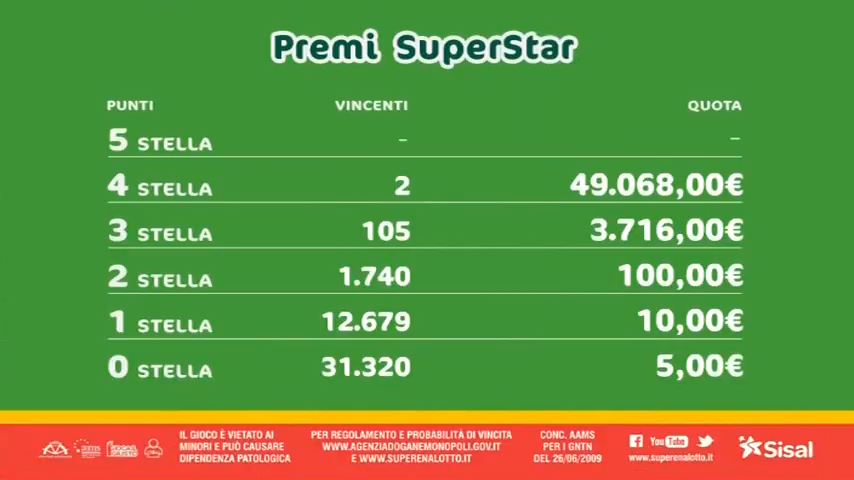 Premi SuperStar
PUNTI VINCENTI QUOTA
5 STELLA - -
4 STELLA 2 49.068,00€
3 STELLA 105 3.716,00€
2 STELLA 1.740 100,00€
1 STELLA 12.679 10,00€
0 STELLA 31.320 5,00€
IL GIOCO È VIETATO AI
MINORI E PUÒ CAUSARE
DIPENDENZA PATOLOGICA
PER REGOLAMENTO E PROBABILITÀ DI VINCITA
WWW.AGENZIADOGANEMONOPOLI.GOV.IT
E WWW.SUPERENALOTTO.IT
CONC. AAMS
PER I GNTN
DEL 26/06/2009
You Tube
www.superenalotto.it
Sisal